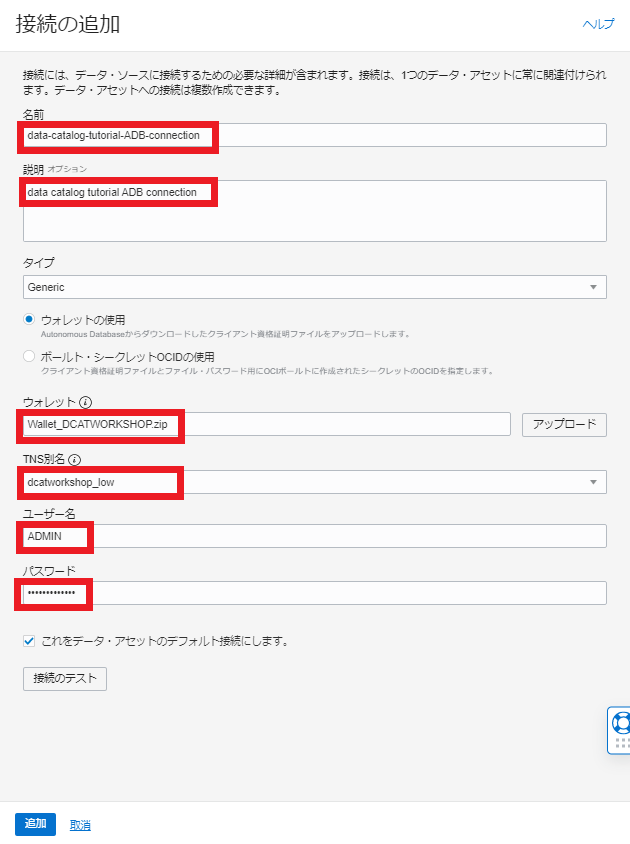 接続の追加
ヘルプ
接続には、データ・ソースに接続するための必要な詳細が含まれます。接続は、1つのデータ・アセットに常に関連付けられ
ます。データ・アセットへの接続は複数作成できます。
名前
data-catalog-tutorial-ADB-connection
説明 オプション
data catalog tutorial ADB connection
タイプ
Generic
ウォレットの使用
Autonomous Databaseからダウンロードしたクライアント資格証明ファイルをアップロードします。
ボールト・シークレットOCIDの使用
クライアント資格証明ファイルとファイル・パスワード用にOCIボールトに作成されたシークレットのOCIDを指定します。
ウォレット
Wallet_DCATWORKSHOP.zip
アップロード
TNS別名
dcatworkshop_low
ユーザー名
ADMIN
パスワード
•••••••••••••
これをデータ・アセットのデフォルト接続にします。
接続のテスト
追加
取消